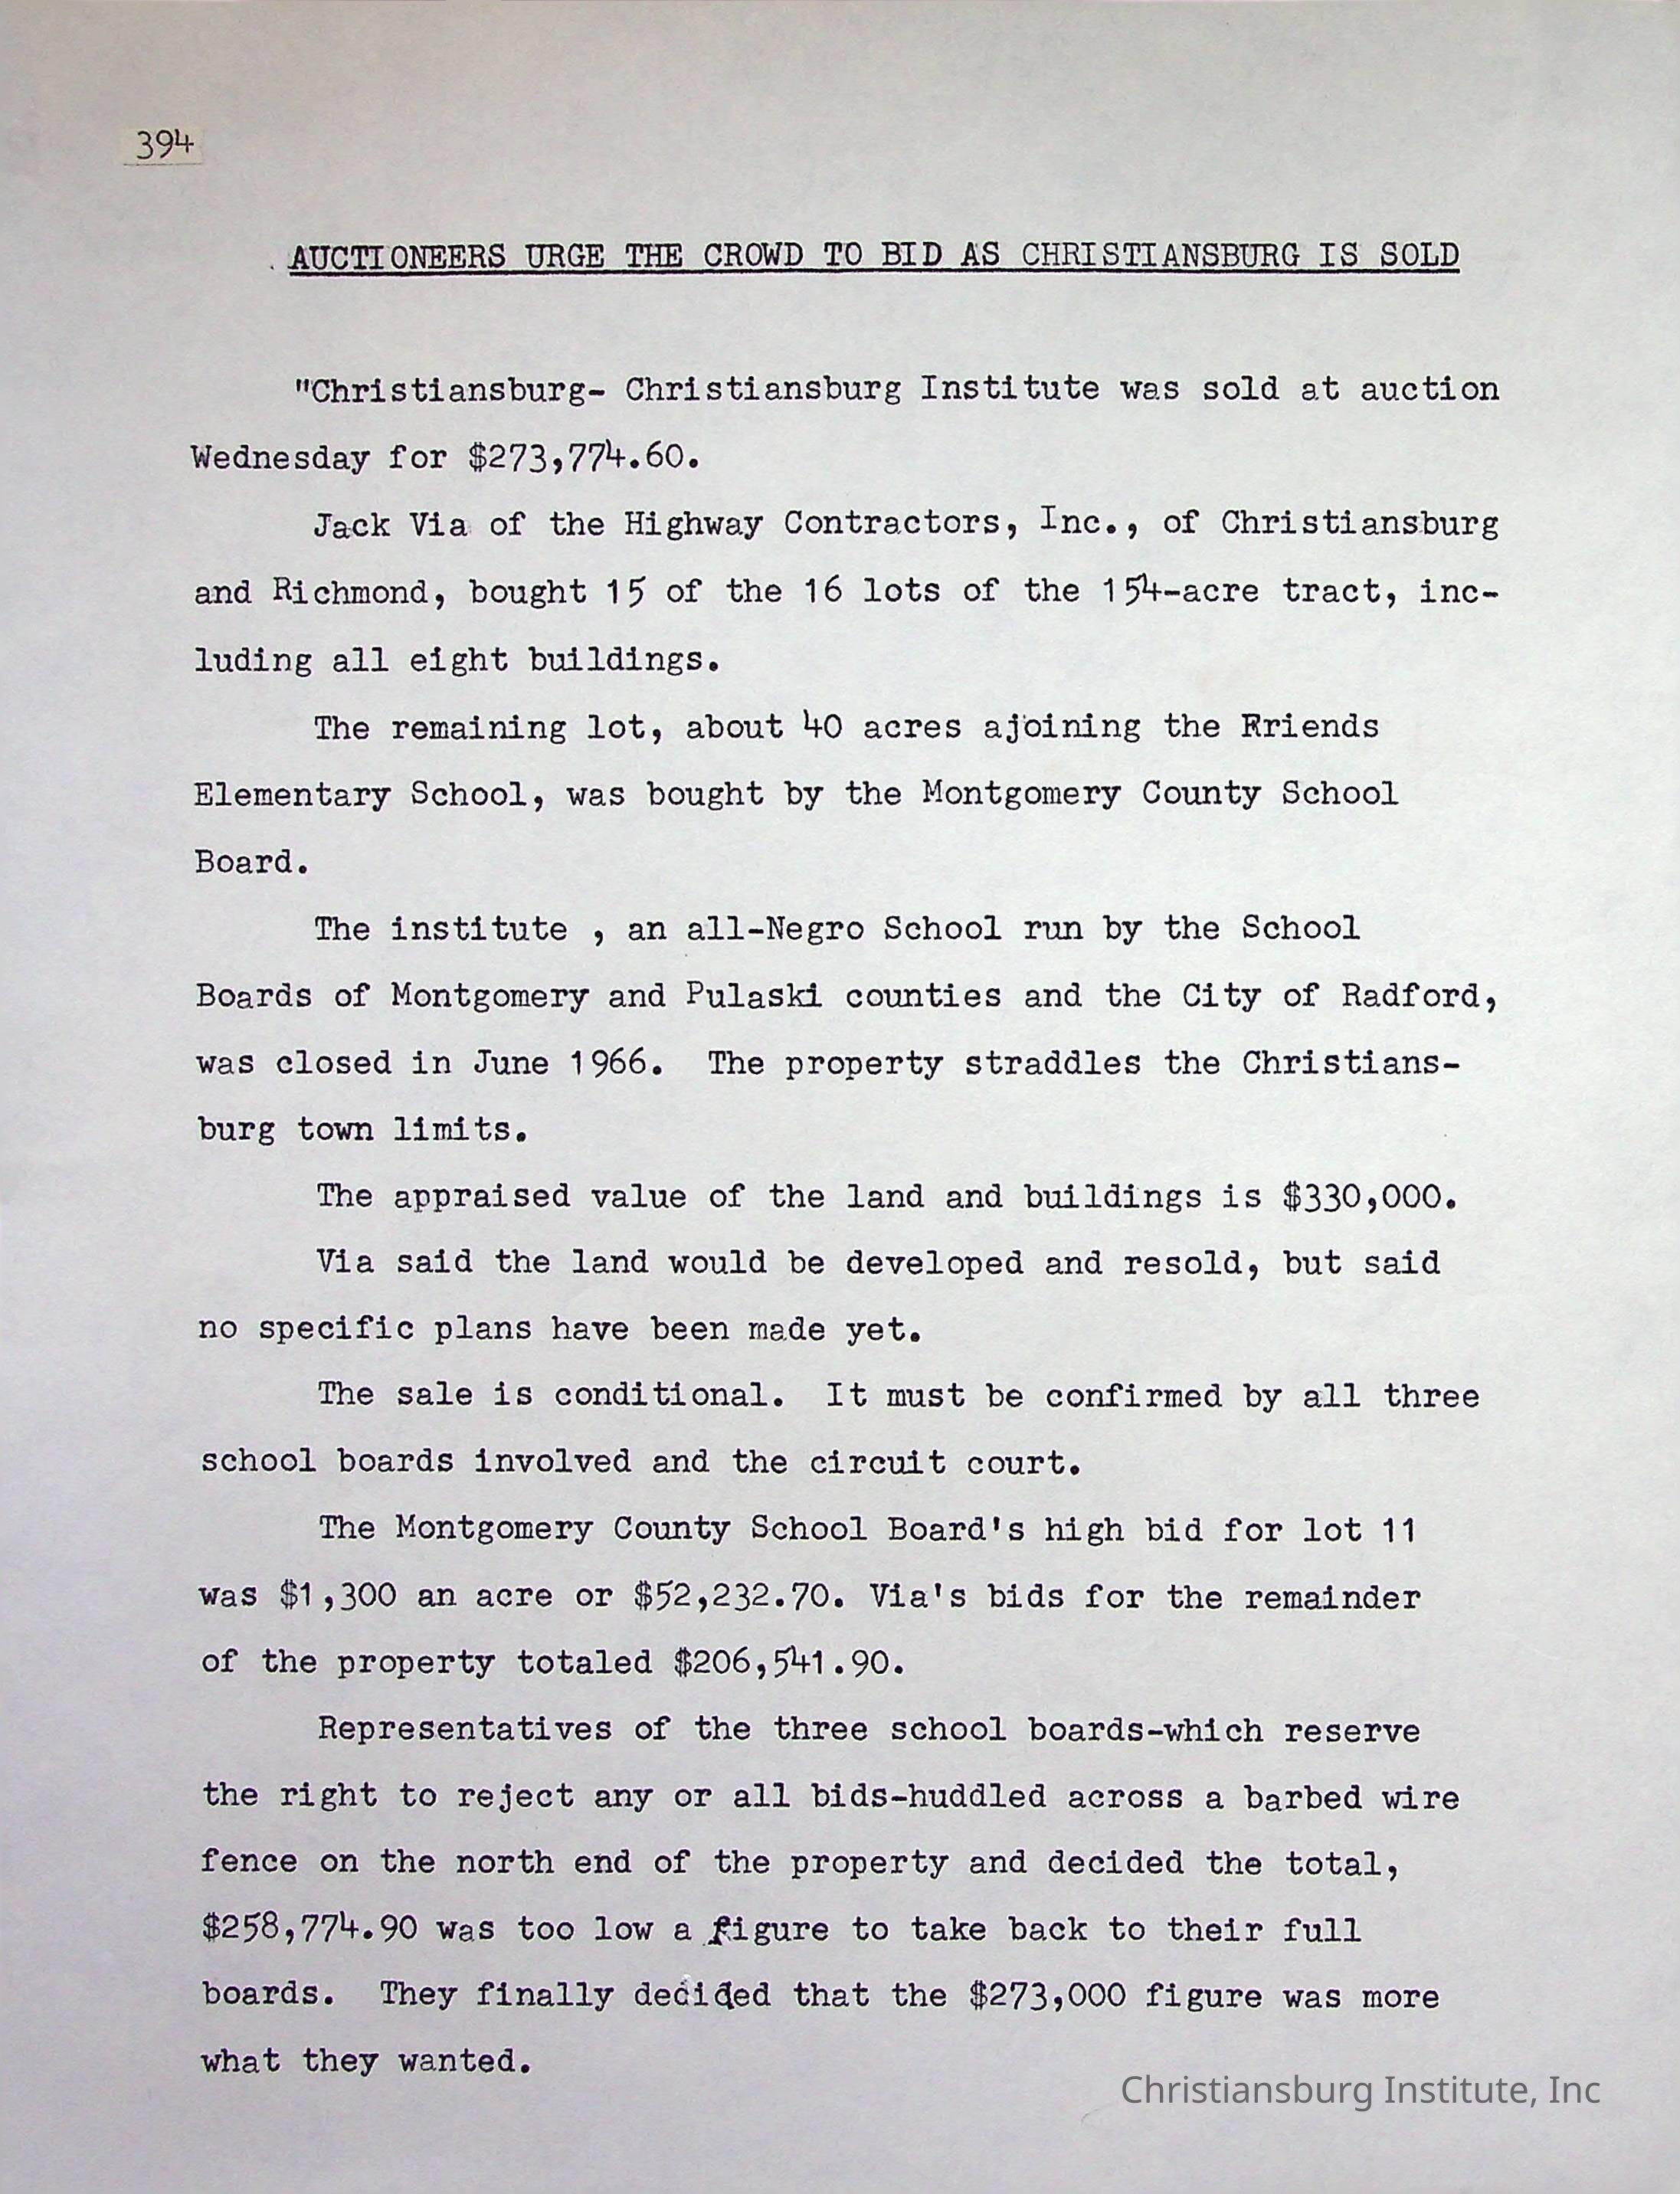 394
AUCTIONEERS URGE THE CROWD TO BID AS CHRISTIANSBURG IS SOLD
"Christiansburg- Christiansburg Institute was sold at auction
Wednesday for $273,774.60.
Jack Via of the Highway Contractors, Inc., of Christiansburg
and Richmond, bought 15 of the 16 lots of the 154-acre tract, inc-
luding all eight buildings.
The remaining lot, about 40 acres ajoining the Friends
Elementary School, was bought by the Montgomery County School
Board.
The institute , an all-Negro School run by the School
Boards of Montgomery and Pulaski counties and the City of Radford,
was closed in June 1966. The property straddles the Christians-
burg town limits.
The appraised value of the land and buildings is $330,000.
Via said the land would be developed and resold, but said
no specific plans have been made yet.
The sale is conditional. It must be confirmed by all three
school boards involved and the circuit court.
The Montgomery County School Board's high bid for lot 11
was $1,300 an acre or $52,232.70. Via's bids for the remainder
of the property totaled $206,541.90.
Representatives of the three school boards-which reserve
the right to reject any or all bids-huddled across a barbed wire
fence on the north end of the property and decided the total,
$258,774.90 was too low a figure to take back to their full
boards. They finally decided that the $273,000 figure was more
what they wanted.
Christiansburg Institute, Inc